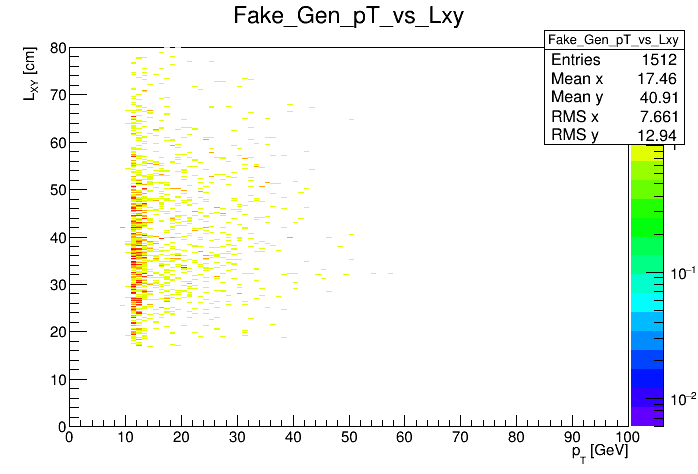 Fake_Gen_pT_vs_Lxy
Fake_Gen_pT_vs_Lxy
Entries 1512
Mean x 17.46
Mean y 40.91
RMS x 7.661
RMS y 12.94
L_XY [cm]
80
70
60
50
40
30
20
10
0
0 10 20 30 40 50 60 70 80 90 100
p_T [GeV]
10⁻¹
10⁻²